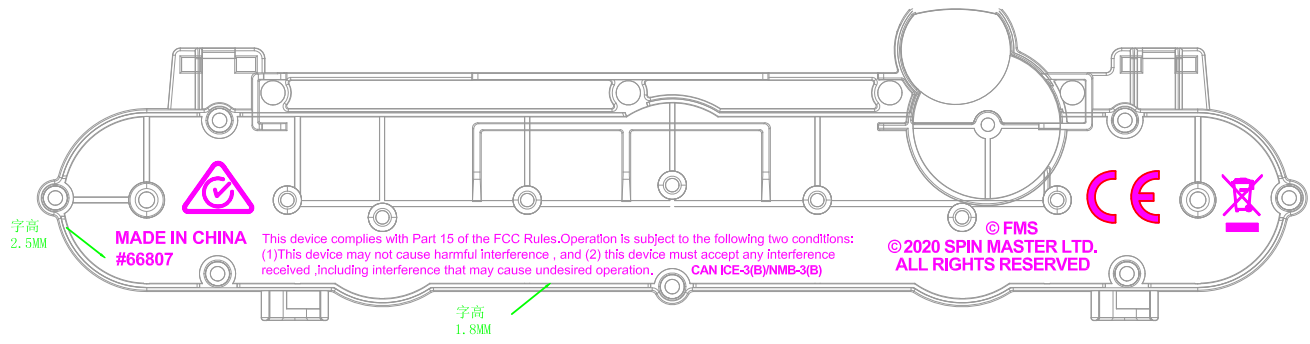 字高
2.5MM
MADE IN CHINA
#66807
This device complies with Part 15 of the FCC Rules.Operation is subject to the following two conditions:
(1)This device may not cause harmful interference , and (2) this device must accept any interference
received ,including interference that may cause undesired operation. CAN ICE-3(B)/NMB-3(B)
CE
© FMS
© 2020 SPIN MASTER LTD.
ALL RIGHTS RESERVED
字高
1.8MM